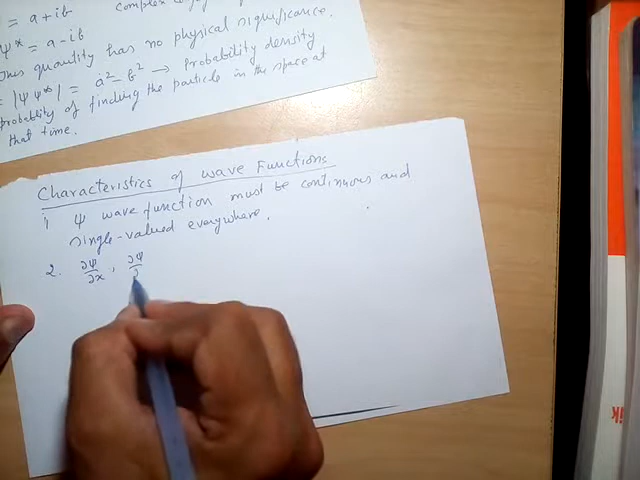 = a + ib complex
ψ* = a - ib
This quantity has no physical significance.
= |ψ ψ*| = a² - b² → Probability density
probability of finding the particle in the space at
that time.
Characteristics of wave Functions
1 ψ wave function must be continuous and
single-valued everywhere.
2. ∂ψ/∂x , ∂ψ/∂
ik